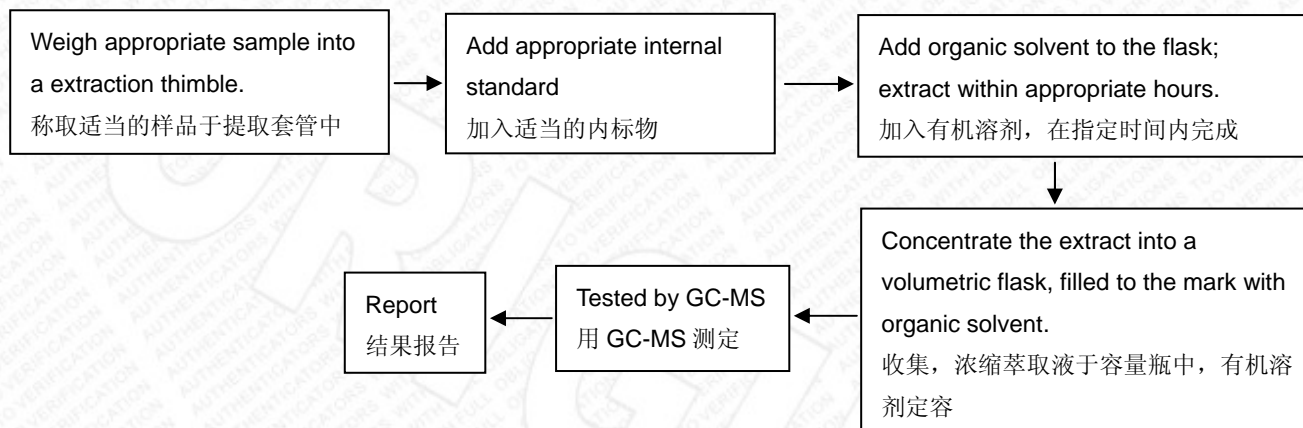 Weigh appropriate sample into
a extraction thimble.
称取适当的样品于提取套管中
Add appropriate internal
standard
加入适当的内标物
Add organic solvent to the flask;
extract within appropriate hours.
加入有机溶剂，在指定时间内完成
Concentrate the extract into a
volumetric flask, filled to the mark with
organic solvent.
收集，浓缩萃取液于容量瓶中，有机溶
剂定容
Tested by GC-MS
用 GC-MS 测定
Report
结果报告